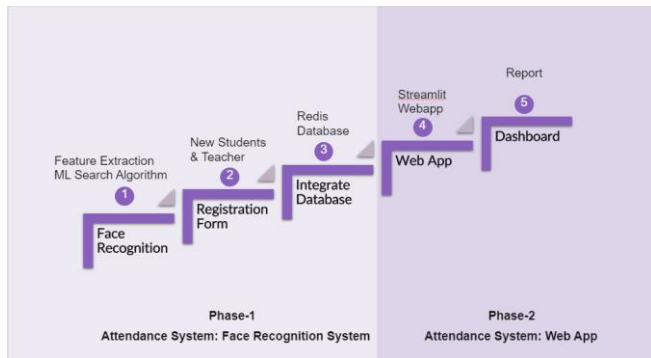 Feature Extraction
ML Search Algorithm
1
Face
Recognition
New Students
& Teacher
2
Registration
Form
Redis
Database
3
Integrate
Database
Streamlit
Webapp
4
Web App
Report
5
Dashboard
Phase-1
Attendance System: Face Recognition System
Phase-2
Attendance System: Web App